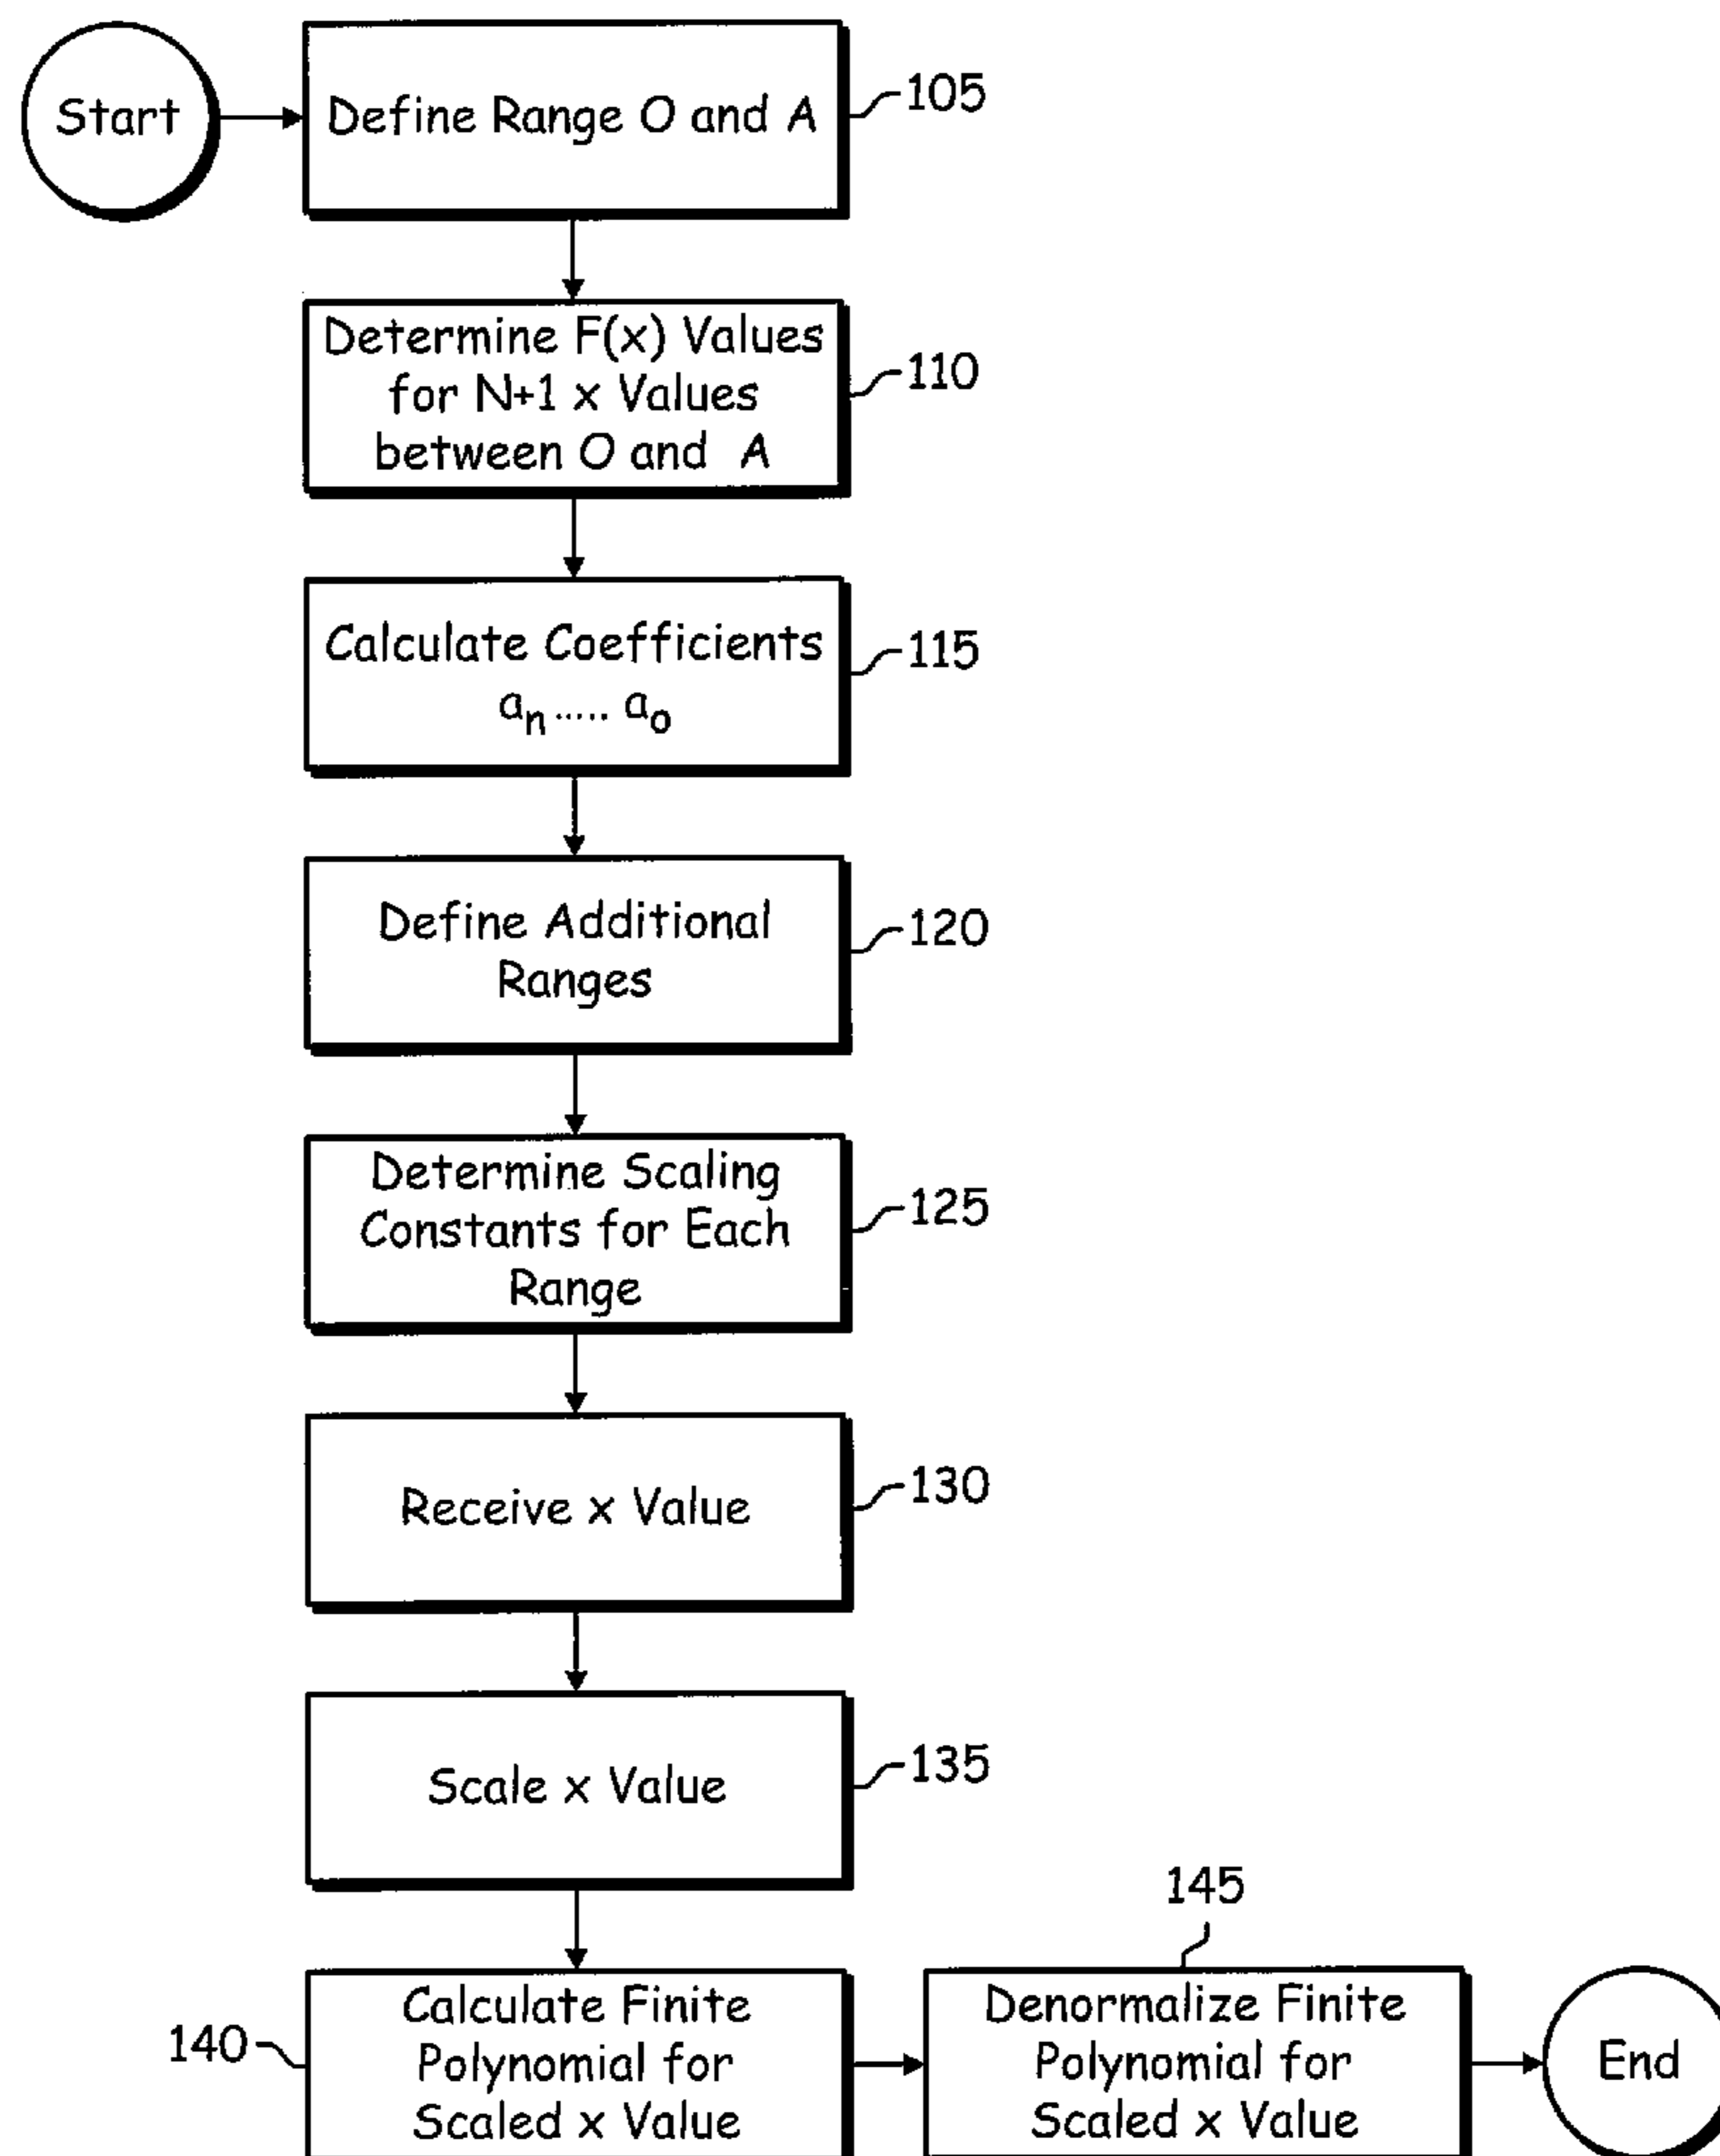 Start
Define Range O and A
105
Determine F(x) Values
for N+1 x Values
between O and A
110
Calculate Coefficients
aₙ ..... a₀
115
Define Additional
Ranges
120
Determine Scaling
Constants for Each
Range
125
Receive x Value
130
Scale x Value
135
140
Calculate Finite
Polynomial for
Scaled x Value
145
Denormalize Finite
Polynomial for
Scaled x Value
End